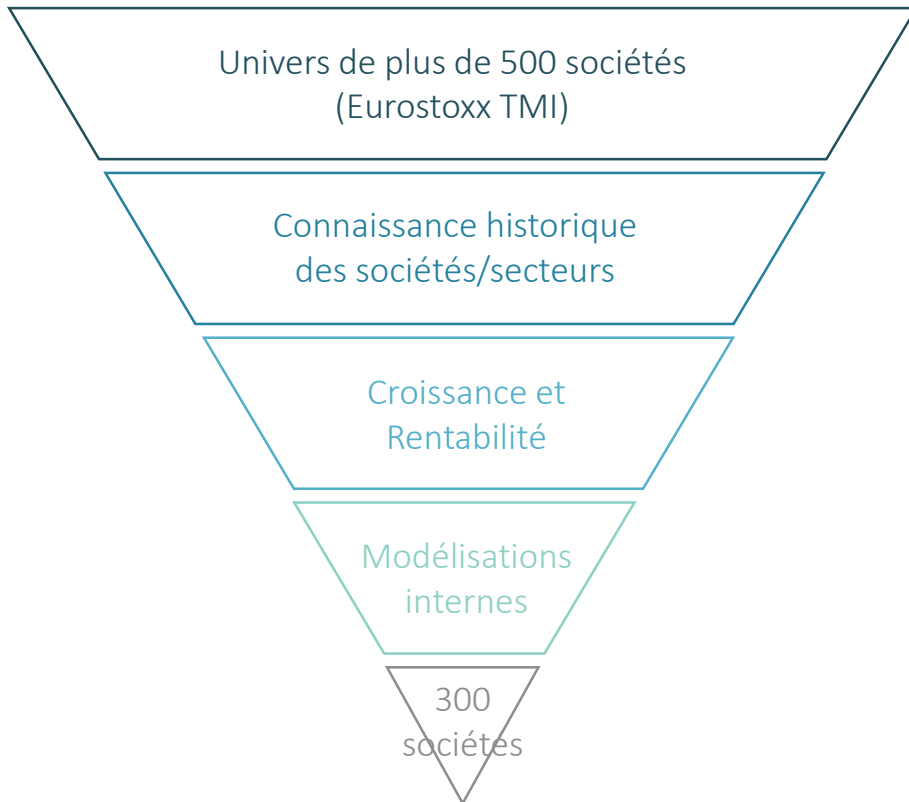 Univers de plus de 500 sociétés
(Eurostoxx TMI)
Connaissance historique
des sociétés/secteurs
Croissance et
Rentabilité
Modélisations
internes
300
sociétés